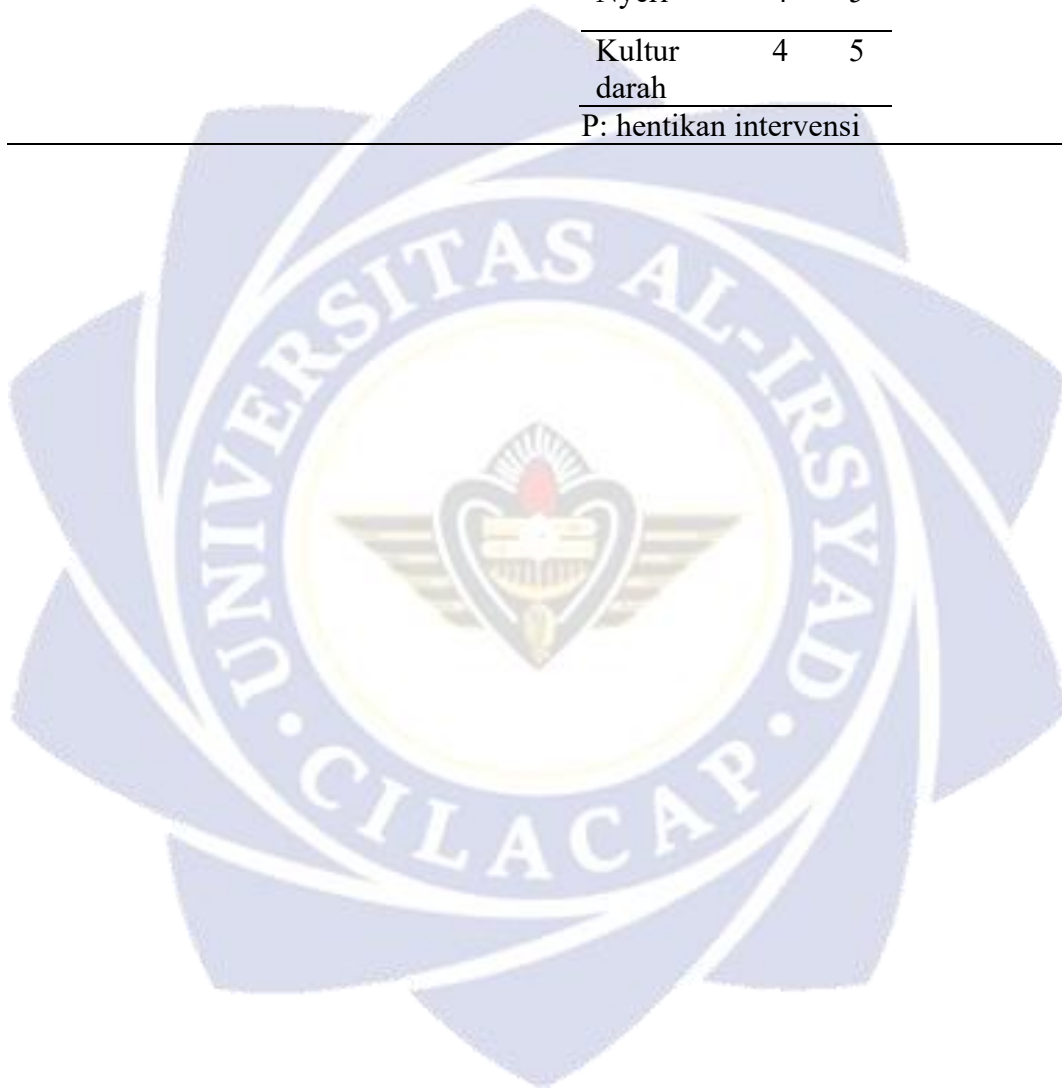 Kultur 4 5
darah
P: hentikan intervensi
UNIVERSITAS AL-IRSYAD
• CILACAP •